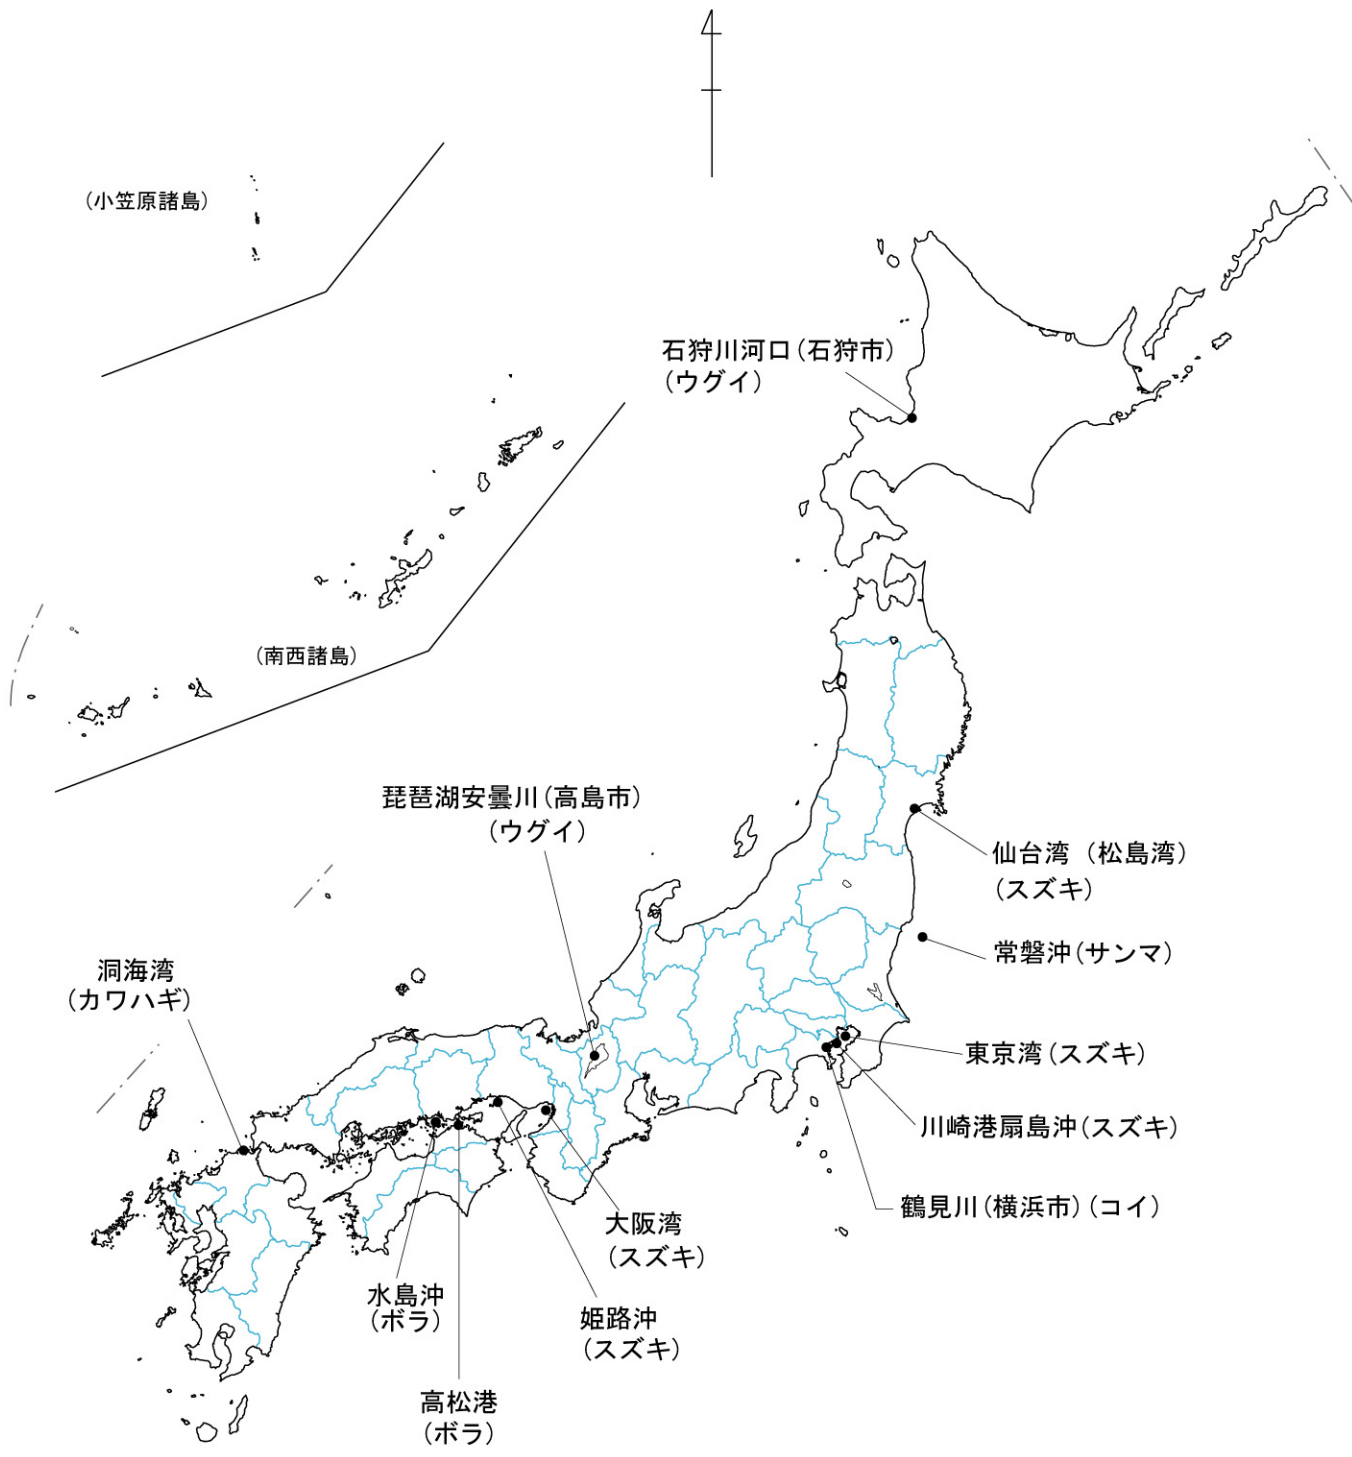 (小笠原諸島)
石狩川河口(石狩市)
(ウグイ)
(南西諸島)
琵琶湖安曇川(高島市)
(ウグイ)
仙台湾 (松島湾)
(スズキ)
常磐沖(サンマ)
洞海湾
(カワハギ)
東京湾(スズキ)
川崎港扇島沖(スズキ)
鶴見川(横浜市)(コイ)
大阪湾
(スズキ)
水島沖
(ボラ)
姫路沖
(スズキ)
高松港
(ボラ)